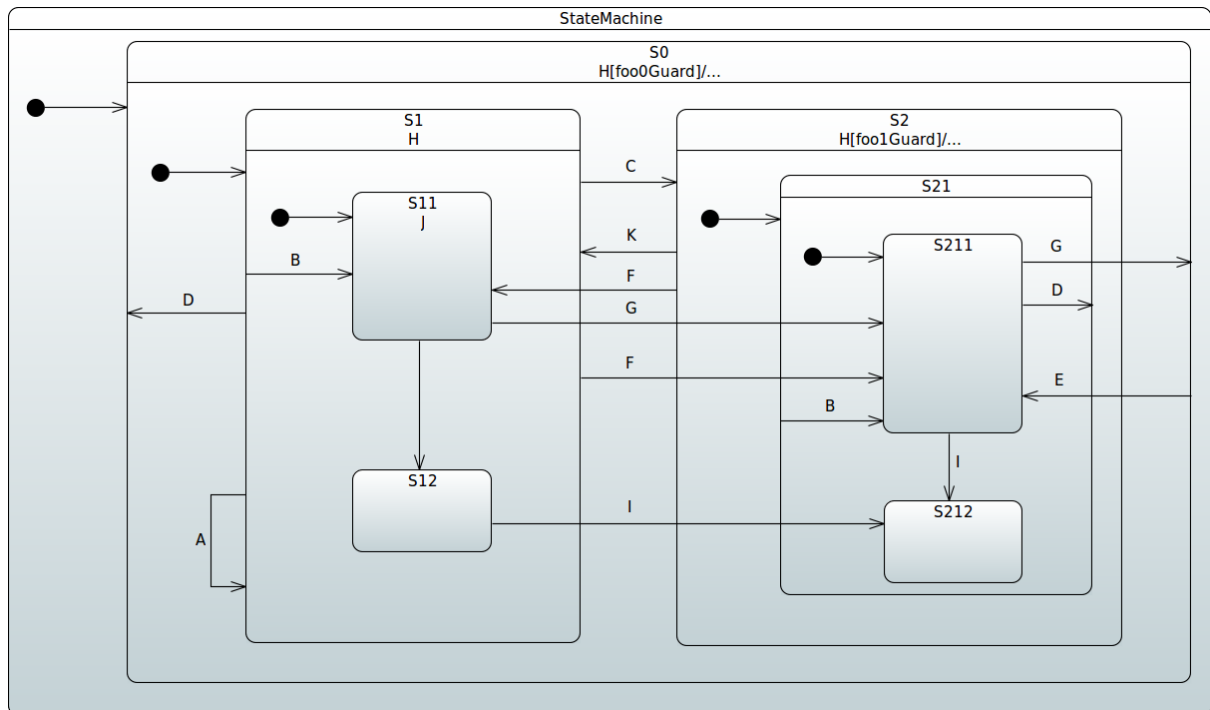 StateMachine
S0
H[foo0Guard]/...
S1
H
S2
H[foo1Guard]/...
C
S21
S11
J
K
S211
G
B
F
D
D
G
F
E
B
I
S12
I
S212
A